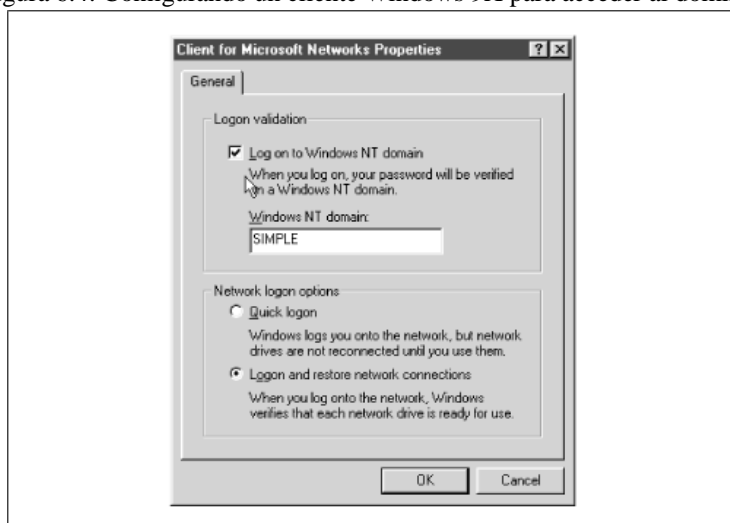 gura 6.4: Configurando un cliente Windows 9X para acceder al domi
Client for Microsoft Networks Properties
General
Logon validation
Log on to Windows NT domain
When you log on, your password will be verified
on a Windows NT domain.
Windows NT domain:
SIMPLE
Network logon options
Quick logon
Windows logs you onto the network, but network
drives are not reconnected until you use them.
Logon and restore network connections
When you log onto the network, Windows
verifies that each network drive is ready for use.
OK
Cancel